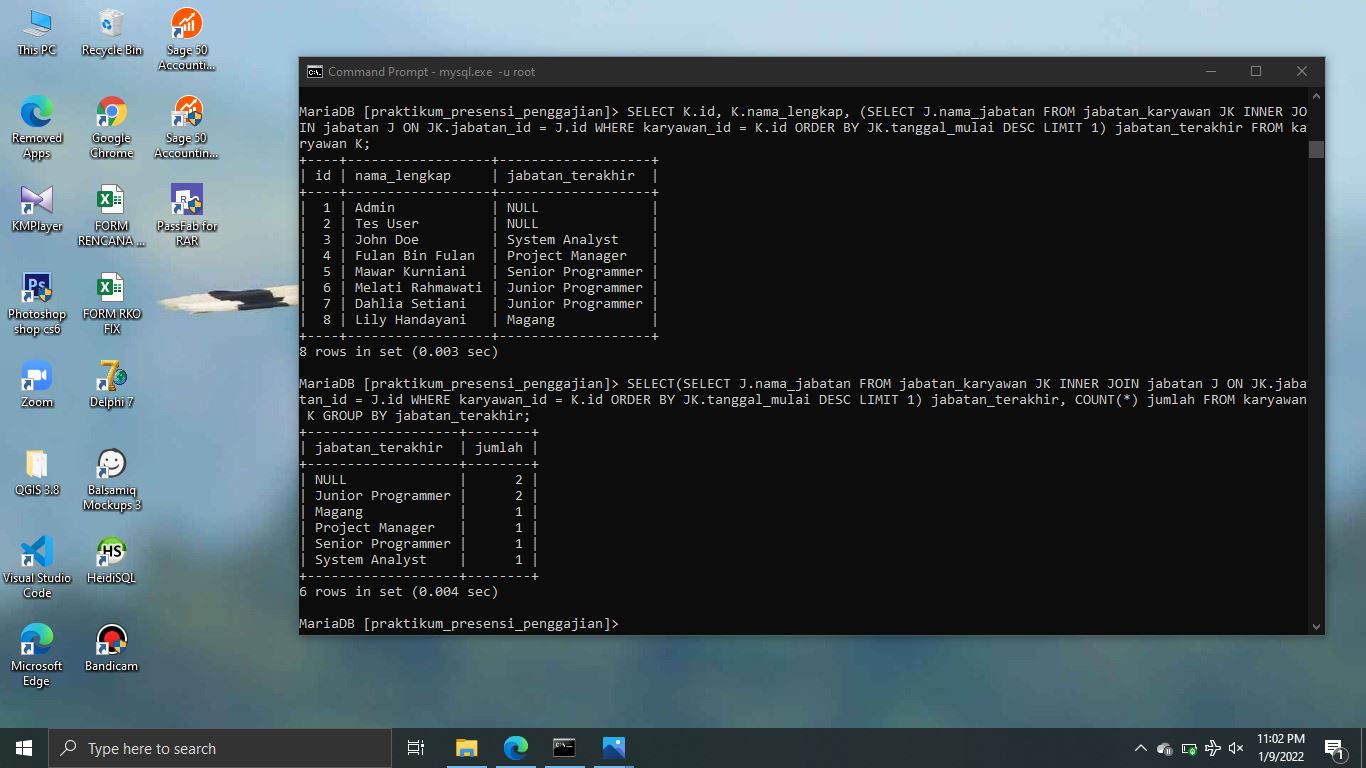 This PC
Recycle Bin
Sage 50
Accounti...
Removed
Apps
Google
Chrome
Sage 50
Accountin...
KMPlayer
FORM
RENCANA ...
PassFab for
RAR
Photoshop
shop cs6
FORM RKO
FIX
Zoom
Delphi 7
QGIS 3.8
Balsamiq
Mockups 3
Visual Studio
Code
HeidiSQL
Microsoft
Edge
Bandicam
Command Prompt - mysql.exe -u root
MariaDB [praktikum_presensi_penggajian]> SELECT K.id, K.nama_lengkap, (SELECT J.nama_jabatan FROM jabatan_karyawan JK INNER JO
IN jabatan J ON JK.jabatan_id = J.id WHERE karyawan_id = K.id ORDER BY JK.tanggal_mulai DESC LIMIT 1) jabatan_terakhir FROM ka
ryawan K;
+----+------------------+-------------------+
| id | nama_lengkap     | jabatan_terakhir  |
+----+------------------+-------------------+
|  1 | Admin            | NULL              |
|  2 | Tes User         | NULL              |
|  3 | John Doe         | System Analyst    |
|  4 | Fulan Bin Fulan  | Project Manager   |
|  5 | Mawar Kurniani   | Senior Programmer |
|  6 | Melati Rahmawati | Junior Programmer |
|  7 | Dahlia Setiani   | Junior Programmer |
|  8 | Lily Handayani   | Magang            |
+----+------------------+-------------------+
8 rows in set (0.003 sec)
MariaDB [praktikum_presensi_penggajian]> SELECT(SELECT J.nama_jabatan FROM jabatan_karyawan JK INNER JOIN jabatan J ON JK.jaba
tan_id = J.id WHERE karyawan_id = K.id ORDER BY JK.tanggal_mulai DESC LIMIT 1) jabatan_terakhir, COUNT(*) jumlah FROM karyawan
 K GROUP BY jabatan_terakhir;
+-------------------+--------+
| jabatan_terakhir  | jumlah |
+-------------------+--------+
| NULL              |      2 |
| Junior Programmer |      2 |
| Magang            |      1 |
| Project Manager   |      1 |
| Senior Programmer |      1 |
| System Analyst    |      1 |
+-------------------+--------+
6 rows in set (0.004 sec)
MariaDB [praktikum_presensi_penggajian]>
Type here to search
11:02 PM
1/9/2022
1